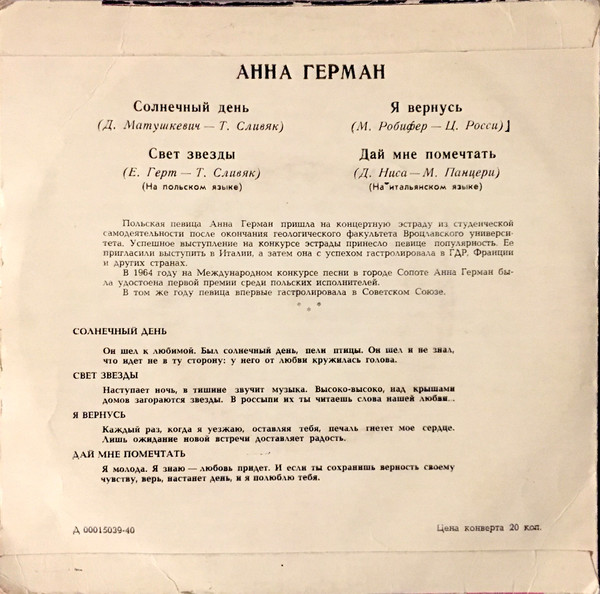 АННА ГЕРМАН
Солнечный день
(Д. Матушкевич — Т. Сливяк)
Свет звезды
(Е. Герт — Т. Сливяк)
(На польском языке)
Я вернусь
(М. Робифер — Ц. Росси)
Дай мне помечтать
(Д. Ниса — М. Панцери)
(На итальянском языке)
Польская певица Анна Герман пришла на концертную эстраду из студенческой
самодеятельности после окончания геологического факультета Вроцлавского универси-
тета. Успешное выступление на конкурсе эстрады принесло певице популярность. Ее
пригласили выступить в Италии, а затем она с успехом гастролировала в ГДР, Франции
и других странах.
В 1964 году на Международном конкурсе песни в городе Сопоте Анна Герман бы-
ла удостоена первой премии среди польских исполнителей.
В том же году певица впервые гастролировала в Советском Союзе.
* * *
СОЛНЕЧНЫЙ ДЕНЬ
Он шел к любимой. Был солнечный день, пели птицы. Он шел и не знал,
что идет не в ту сторону: у него от любви кружилась голова.
СВЕТ ЗВЕЗДЫ
Наступает ночь, в тишине звучит музыка. Высоко-высоко, над крышами
домов загораются звезды. В россыпи их ты читаешь слова нашей любви...
Я ВЕРНУСЬ
Каждый раз, когда я уезжаю, оставляя тебя, печаль гнетет мое сердце.
Лишь ожидание новой встречи доставляет радость.
ДАЙ МНЕ ПОМЕЧТАТЬ
Я молода. Я знаю — любовь придет. И если ты сохранишь верность своему
чувству, верь, настанет день, и я полюблю тебя.
Д 00015039-40
Цена конверта 20 коп.